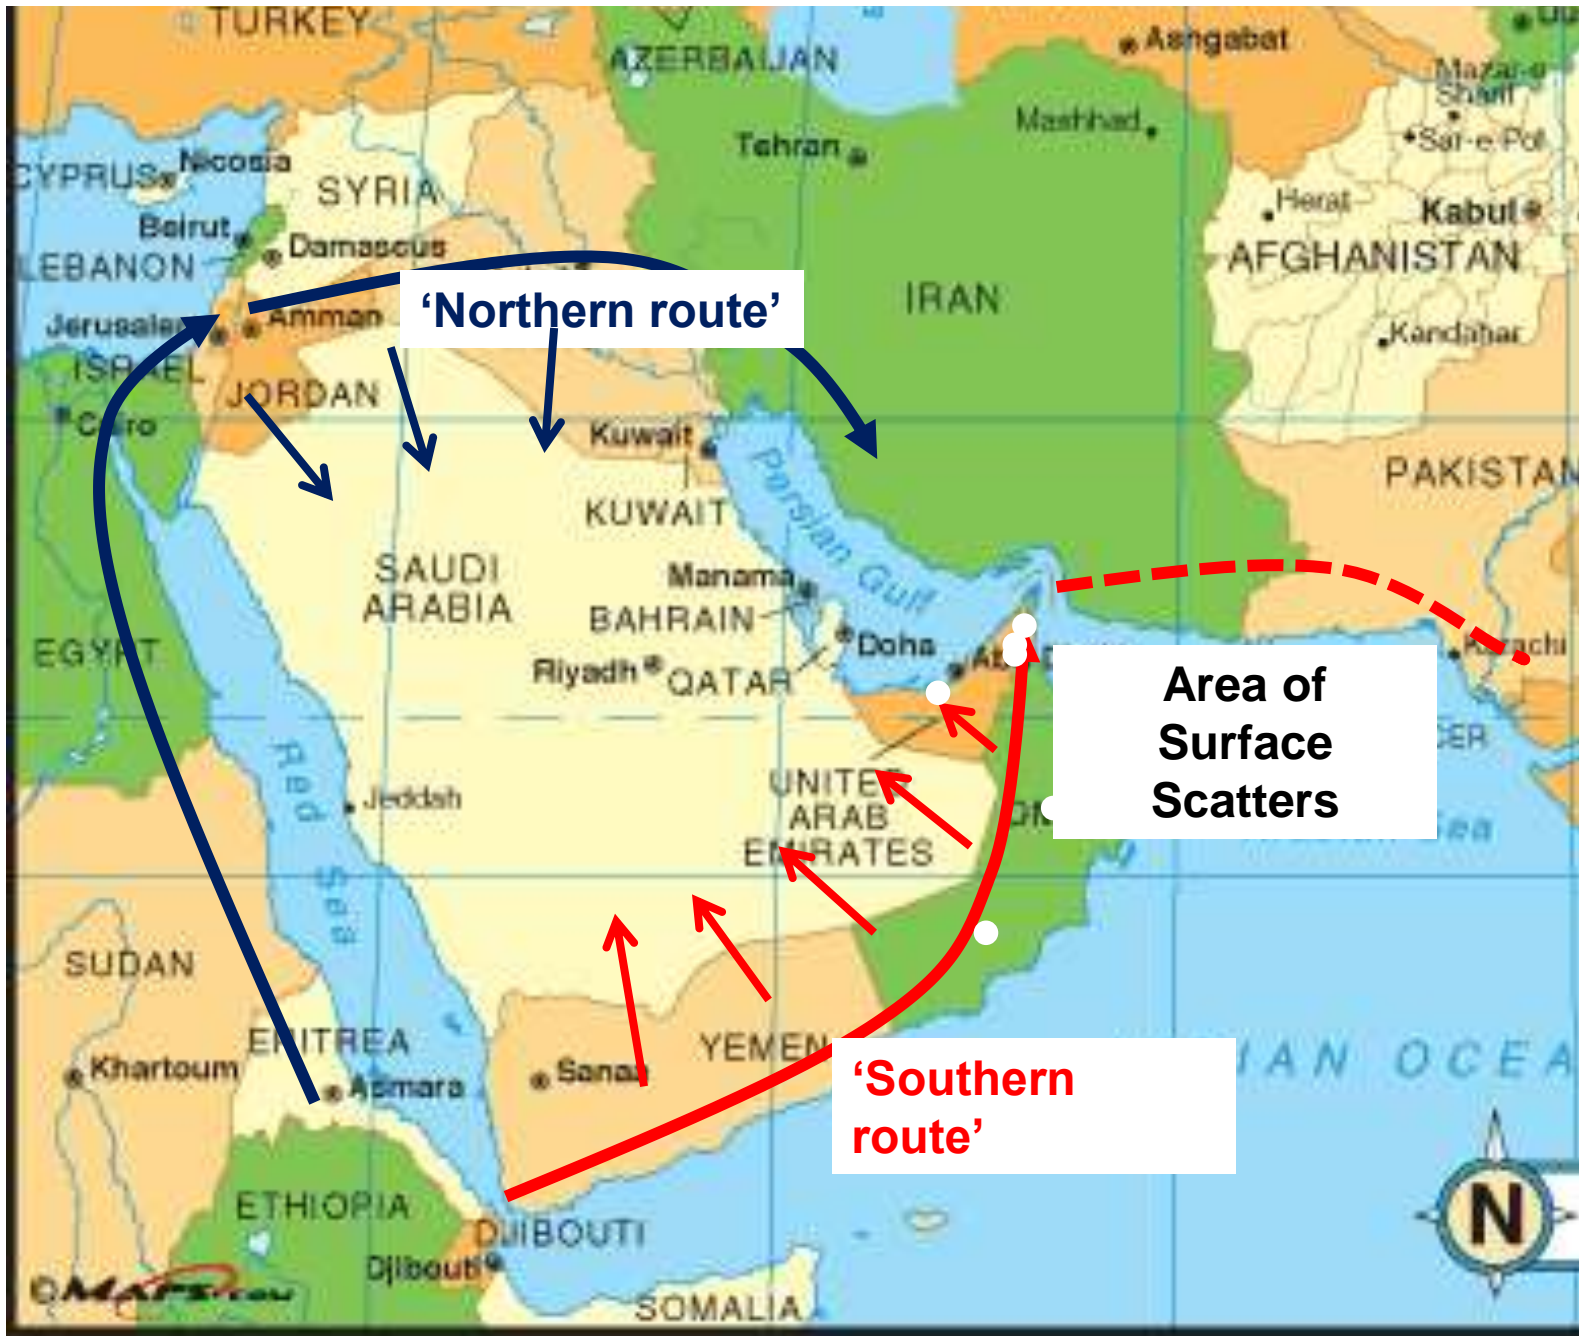 TURKEY
AZERBAIJAN
Ashgabat
Mazar-e
Sharif
Mashhad
Sar-e-Pol
Tehran
Nicosia
CYPRUS
SYRIA
Herat
Kabul
Beirut
Damascus
LEBANON
AFGHANISTAN
‘Northern route’
IRAN
Amman
Kandahar
ISRAEL
JORDAN
Cairo
Kuwait
Persian Gulf
PAKISTAN
KUWAIT
SAUDI
ARABIA
Manama
BAHRAIN
EGYPT
Doha
Karachi
Riyadh
QATAR
Area of
Surface
Scatters
Red Sea
Jeddah
UNITED
ARAB
EMIRATES
SUDAN
ERITREA
YEMEN
Khartoum
Asmara
Sanaa
‘Southern
route’
ETHIOPIA
DJIBOUTI
Djibouti
N
©MAPS.com
SOMALIA